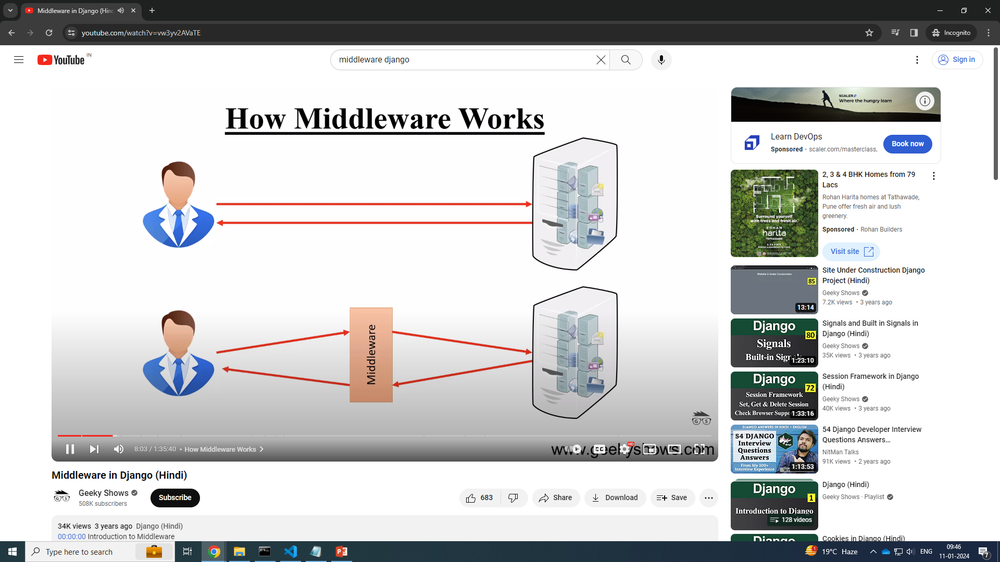 Middleware in Django (Hin
youtube.com/watch?v=vw3yv2AVaTE
Incognito
YouTube IN
middleware django
Sign in
How Middleware Works
Middleware
www.geekyshows.com
GS
8:03 / 1:35:40 • How Middleware Works
HD
Middleware in Django (Hindi)
Geeky Shows
508K subscribers
Subscribe
683
Share
Download
Save
34K views 3 years ago Django (Hindi)
00:00:00 Introduction to Middleware
SCALER
Where the hungry learn
Learn DevOps
Sponsored · scaler.com/masterclass,
Book now
Surround yourself
with trees and fresh air.
ROHAN
harita
TATHAWADE
2, 3 & 4 BHK Homes from 79
Lacs
Rohan Harita homes at Tathawade,
Pune offer fresh air and lush
greenery.
Sponsored · Rohan Builders
Visit site
Website is Under Construction
85
13:14
Site Under Construction Django
Project (Hindi)
Geeky Shows
7.2K views • 3 years ago
Django
80
Signals
Built-in Sign
1:23:10
Signals and Built in Signals in
Django (Hindi)
Geeky Shows
35K views • 3 years ago
Django
72
Session Framework
Set, Get & Delete Session
Check Browser Supp
1:33:16
Session Framework in Django
(Hindi)
Geeky Shows
40K views • 3 years ago
DJANGO ANSWERS IN HINDI + ENGLISH
54 DJANGO
Interview
Questions
Answers
From My 200+
Interview Experience
1:13:53
54 Django Developer Interview
Questions Answers...
NitMan Talks
91K views • 2 years ago
Django
1
Introduction to Django
128 videos
Django (Hindi)
Geeky Shows · Playlist
Django
Cookies in Django (Hindi)
Type here to search
1
19°C Haze
ENG
09:46
11-01-2024
7